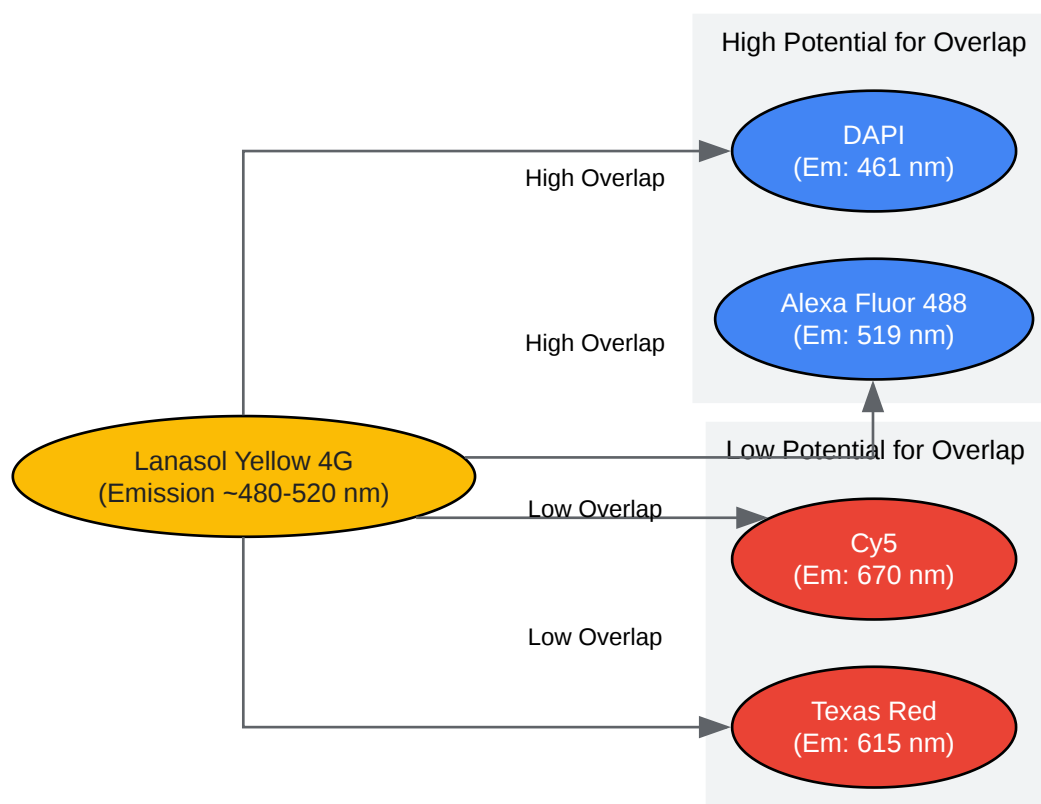 High Potential for Overlap
DAPI
(Em: 461 nm)
High Overlap
Alexa Fluor 488
(Em: 519 nm)
High Overlap
Low Potential for Overlap
Lanasol Yellow 4G
(Emission ~480-520 nm)
Low Overlap
Cy5
(Em: 670 nm)
Low Overlap
Texas Red
(Em: 615 nm)